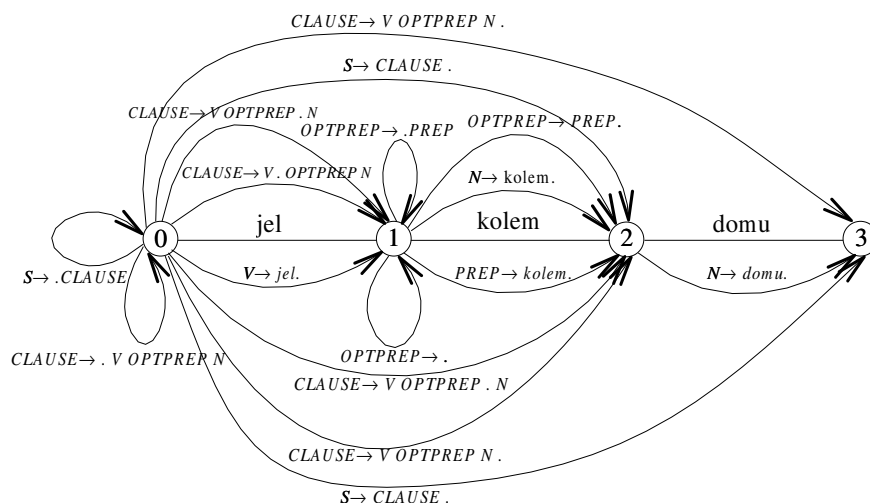 CLAUSE→ V OPTPREP N .
S→ CLAUSE .
CLAUSE→ V OPTPREP . N
OPTPREP→ .PREP
OPTPREP→ PREP.
CLAUSE→ V . OPTPREP N
N→ kolem.
jel
kolem
domu
0
1
2
3
S→ .CLAUSE
V→ jel.
PREP→ kolem.
N→ domu.
CLAUSE→ . V OPTPREP N
OPTPREP→ .
CLAUSE→ V OPTPREP . N
CLAUSE→ V OPTPREP N .
S→ CLAUSE .